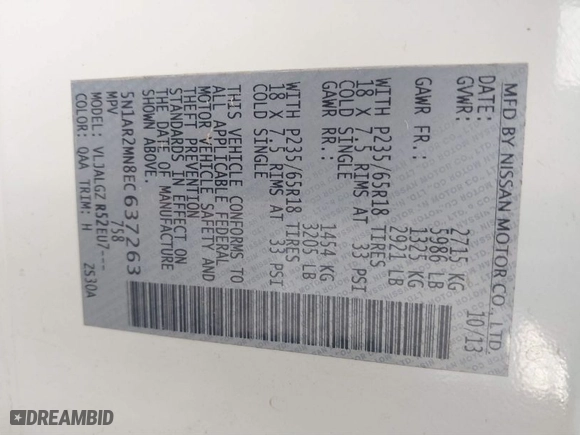 MFD BY NISSAN MOTOR CO., LTD.
DATE: 10/13
GVWR: 2715 KG
5986 LB
GAWR FR: 1325 KG
2921 LB
WITH P235/65R18 TIRES
18 X 7.5 RIMS AT 33 PSI
COLD SINGLE
GAWR RR: 1454 KG
3205 LB
WITH P235/65R18 TIRES
18 X 7.5 RIMS AT 33 PSI
COLD SINGLE
THIS VEHICLE CONFORMS TO
ALL APPLICABLE FEDERAL
MOTOR VEHICLE SAFETY AND
THEFT PREVENTION
STANDARDS IN EFFECT ON
THE DATE OF MANUFACTURE
SHOWN ABOVE.
5N1AR2MN8EC637263
MPV 758
MODEL: VLJALGZ R52EU7---
COLOR: QAA TRIM: H 2S30A
DREAMBID